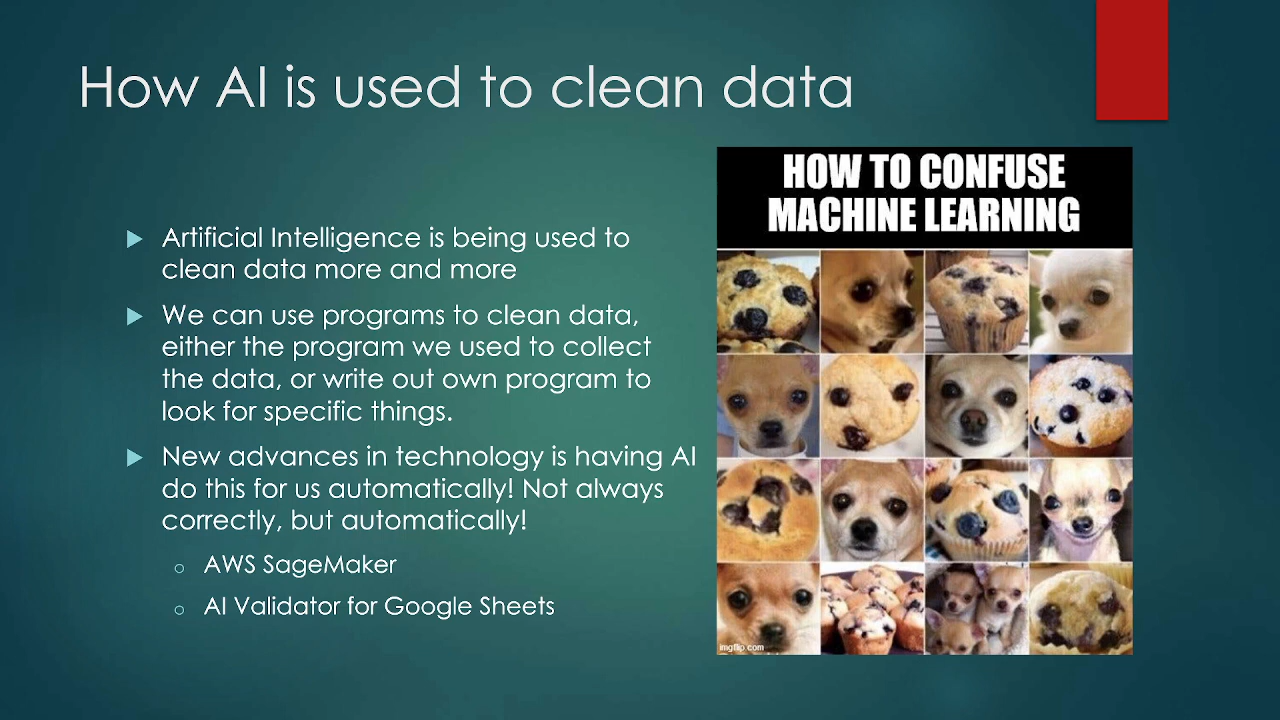 How AI is used to clean data
HOW TO CONFUSE
MACHINE LEARNING
Artificial Intelligence is being used to
clean data more and more
We can use programs to clean data,
either the program we used to collect
the data, or write out own program to
look for specific things.
New advances in technology is having AI
do this for us automatically! Not always
correctly, but automatically!
AWS SageMaker
AI Validator for Google Sheets
imgflip.com